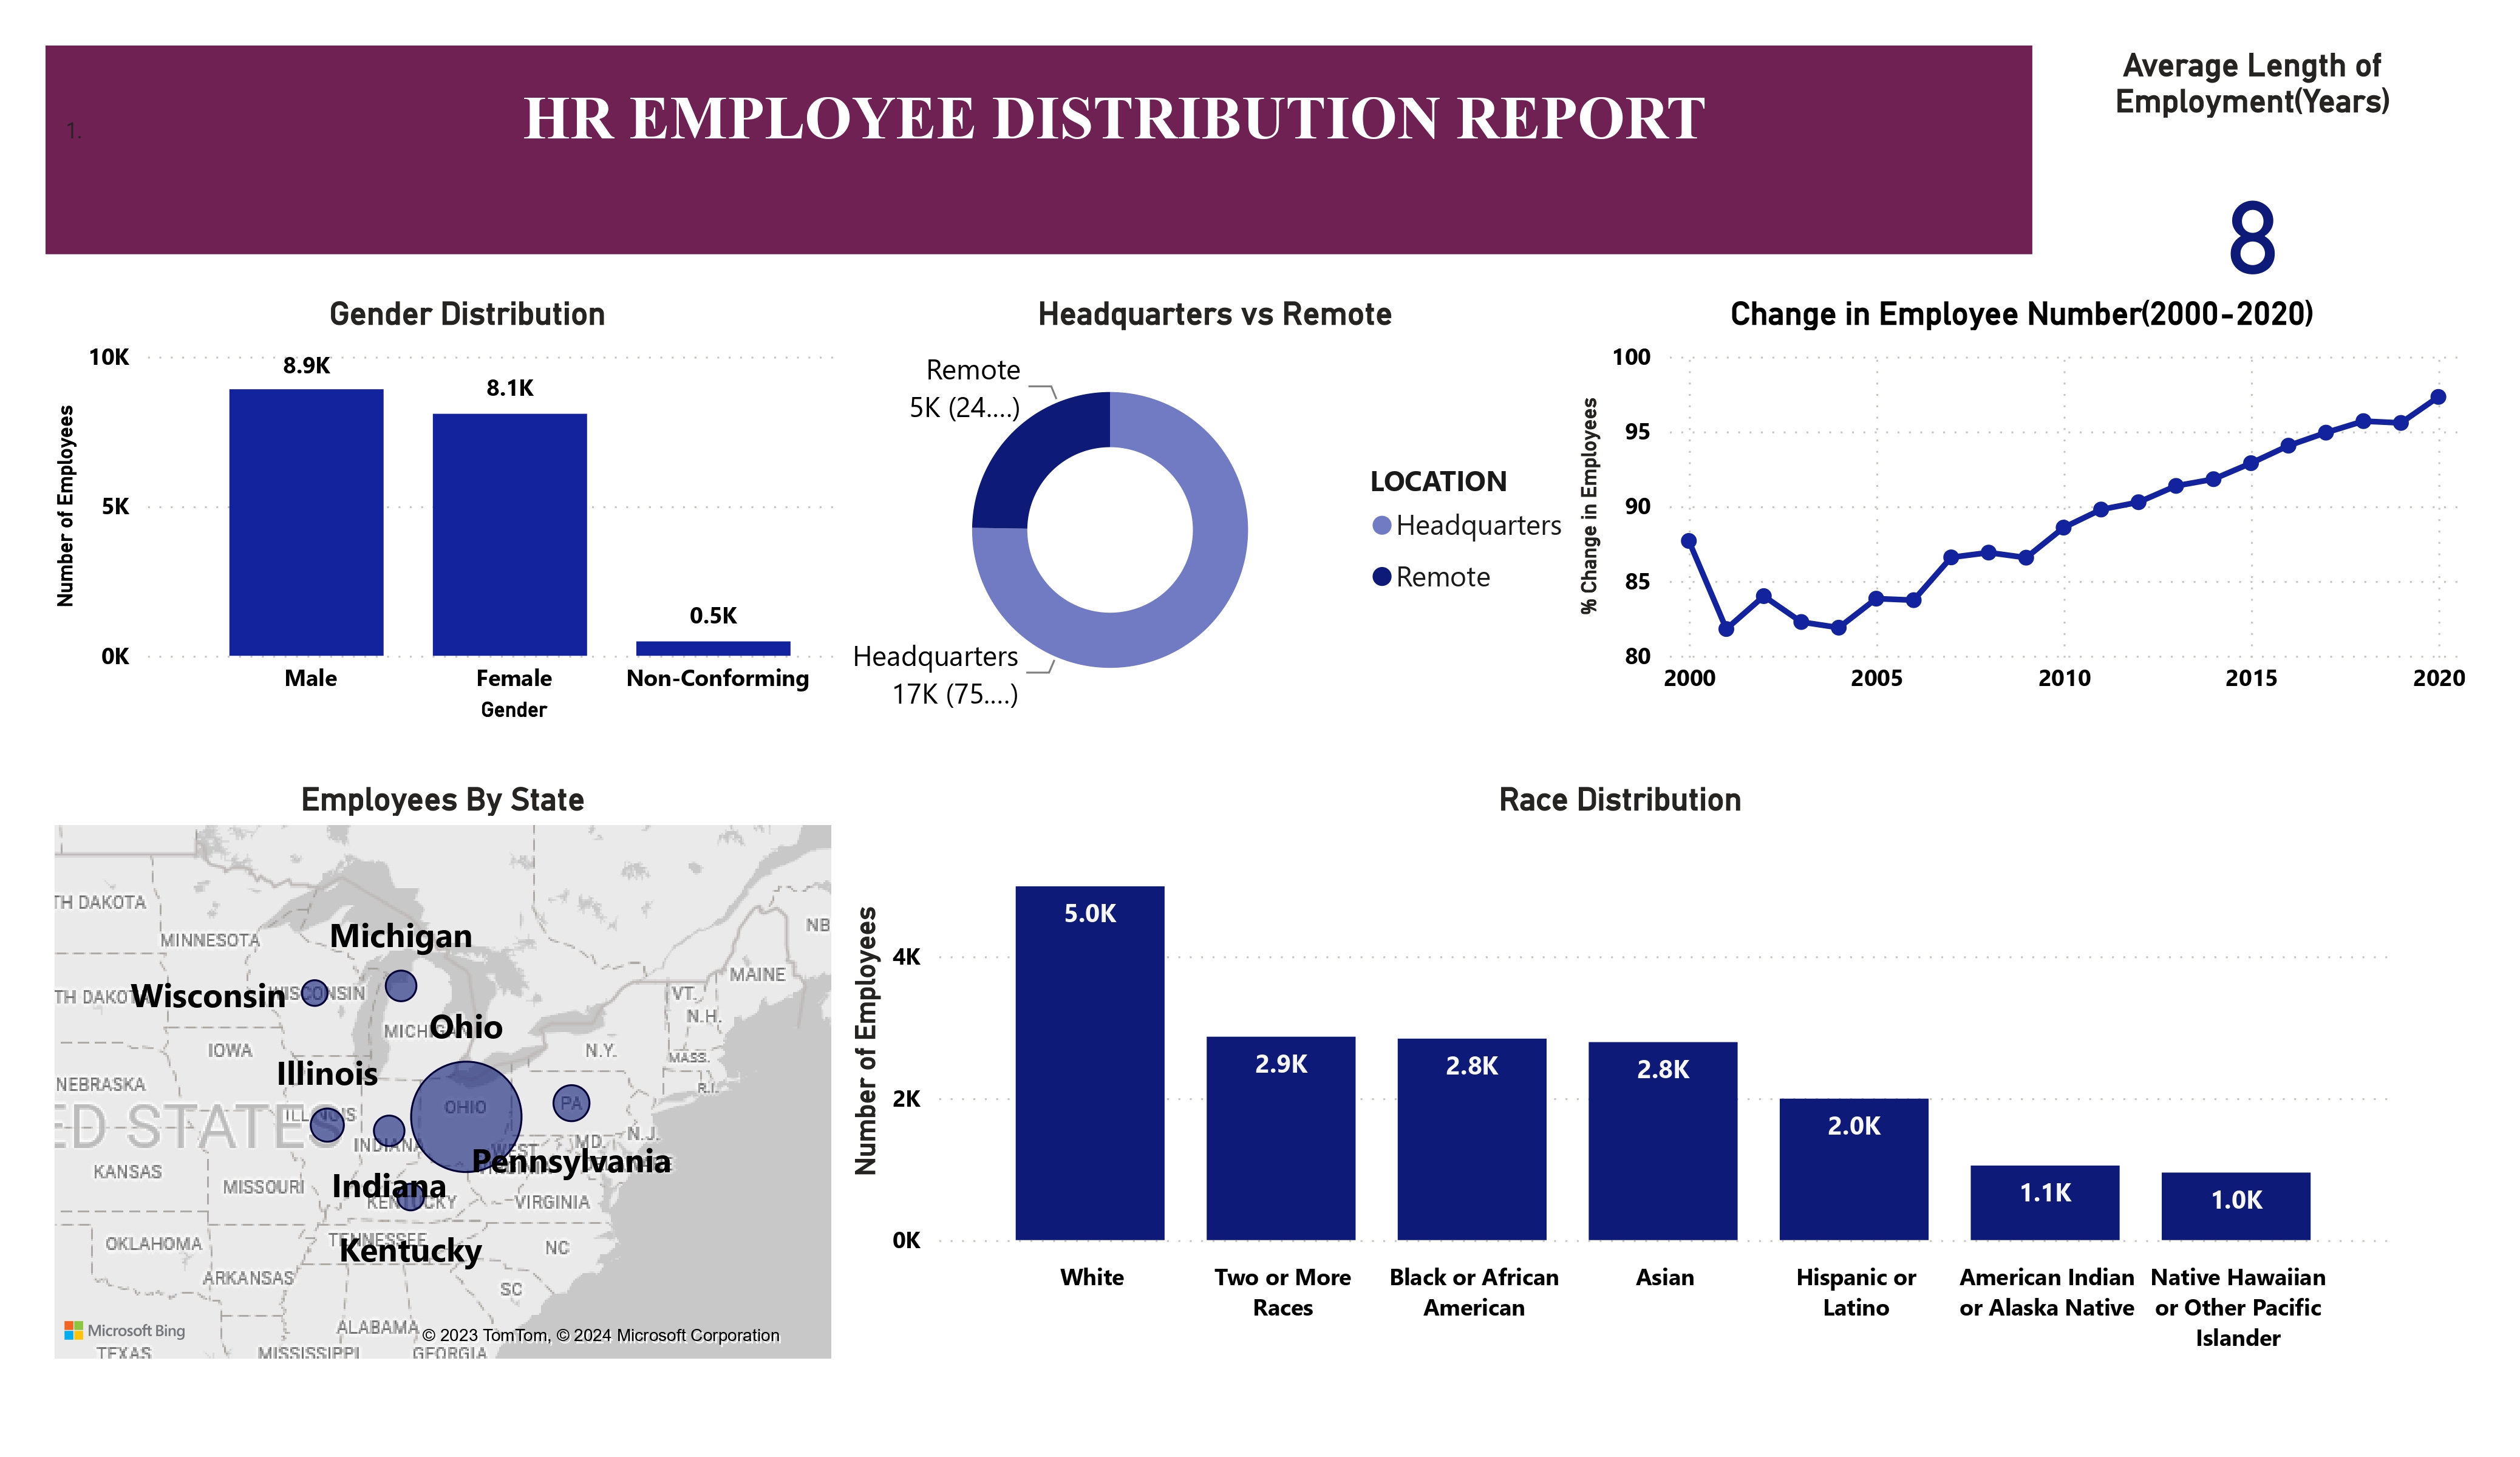 1.
HR EMPLOYEE DISTRIBUTION REPORT
Average Length of
Employment(Years)
8
Gender Distribution
Number of Employees
10K
5K
0K
8.9K
8.1K
0.5K
Male
Female
Non-Conforming
Gender
Headquarters vs Remote
Remote
5K (24....)
Headquarters
17K (75....)
LOCATION
Headquarters
Remote
Change in Employee Number(2000-2020)
% Change in Employees
100
95
90
85
80
2000
2005
2010
2015
2020
Employees By State
TH DAKOTA
MINNESOTA
Michigan
NB
MAINE
TH DAKOTA
Wisconsin
WISCONSIN
VT.
N.H.
MICHIGAN
Ohio
IOWA
N.Y.
MASS.
NEBRASKA
Illinois
R.I.
ILLINOIS
OHIO
PA
ED STATES
INDIANA
MD.
N.J.
WEST
VIRGINIA
Pennsylvania
DELAWARE
KANSAS
MISSOURI
Indiana
KENTUCKY
VIRGINIA
OKLAHOMA
TENNESSEE
Kentucky
NC
ARKANSAS
SC
Microsoft Bing
ALABAMA
© 2023 TomTom, © 2024 Microsoft Corporation
TEXAS
MISSISSIPPI
GEORGIA
Race Distribution
Number of Employees
4K
2K
0K
5.0K
2.9K
2.8K
2.8K
2.0K
1.1K
1.0K
White
Two or More
Races
Black or African
American
Asian
Hispanic or
Latino
American Indian
or Alaska Native
Native Hawaiian
or Other Pacific
Islander